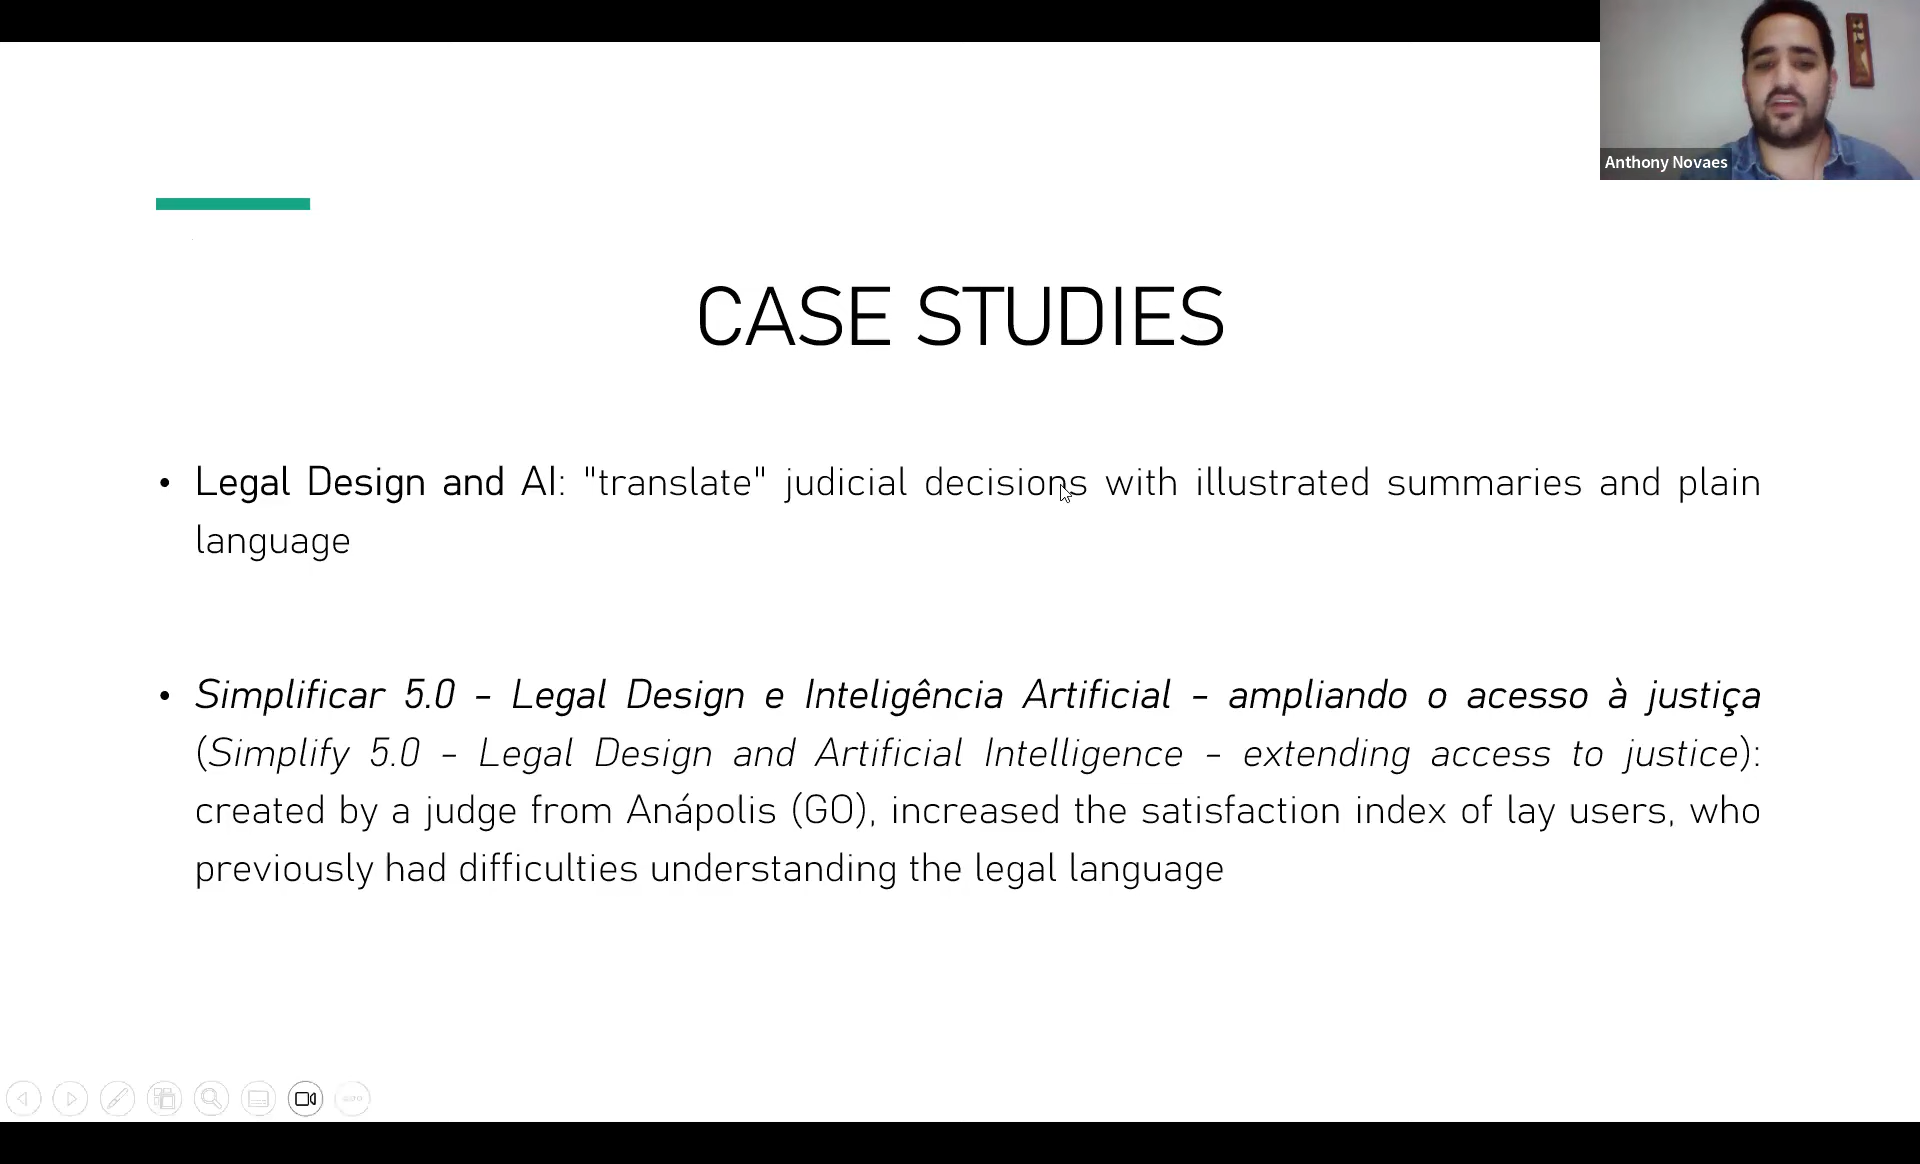 Anthony Novaes
CASE STUDIES
• Legal Design and AI: "translate" judicial decisions with illustrated summaries and plain
language
• Simplificar 5.0 - Legal Design e Inteligência Artificial - ampliando o acesso à justiça
(Simplify 5.0 - Legal Design and Artificial Intelligence - extending access to justice):
created by a judge from Anápolis (GO), increased the satisfaction index of lay users, who
previously had difficulties understanding the legal language